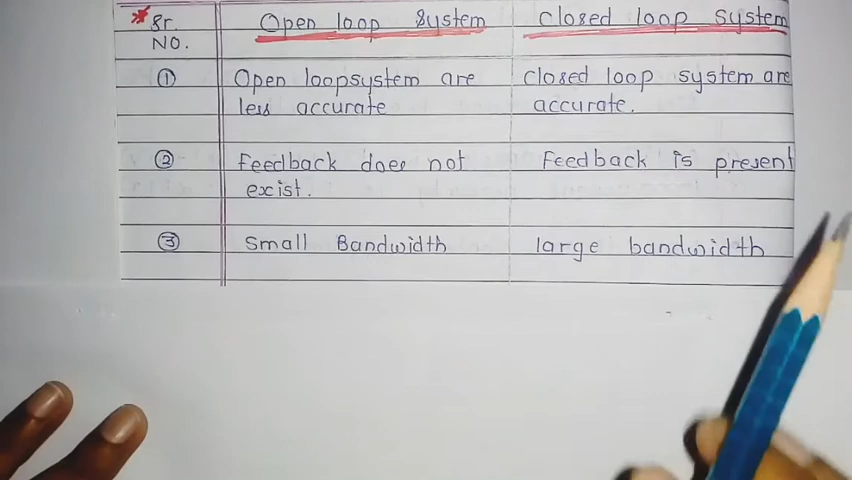 Sr. Open loop System Closed loop system
NO.
① Open loopsystem are closed loop system are
less accurate accurate.
② Feedback does not Feedback is present
exist.
③ Small Bandwidth large bandwidth